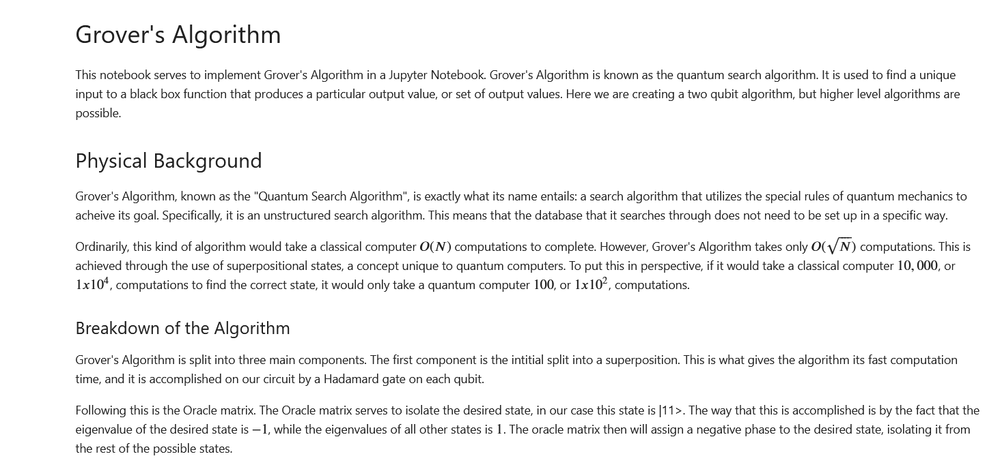 Grover's Algorithm
This notebook serves to implement Grover's Algorithm in a Jupyter Notebook. Grover's Algorithm is known as the quantum search algorithm. It is used to find a unique
input to a black box function that produces a particular output value, or set of output values. Here we are creating a two qubit algorithm, but higher level algorithms are
possible.
Physical Background
Grover's Algorithm, known as the "Quantum Search Algorithm", is exactly what its name entails: a search algorithm that utilizes the special rules of quantum mechanics to
acheive its goal. Specifically, it is an unstructured search algorithm. This means that the database that it searches through does not need to be set up in a specific way.
Ordinarily, this kind of algorithm would take a classical computer O(N) computations to complete. However, Grover's Algorithm takes only O(√N) computations. This is
achieved through the use of superpositional states, a concept unique to quantum computers. To put this in perspective, if it would take a classical computer 10,000, or
1x10⁴, computations to find the correct state, it would only take a quantum computer 100, or 1x10², computations.
Breakdown of the Algorithm
Grover's Algorithm is split into three main components. The first component is the intitial split into a superposition. This is what gives the algorithm its fast computation
time, and it is accomplished on our circuit by a Hadamard gate on each qubit.
Following this is the Oracle matrix. The Oracle matrix serves to isolate the desired state, in our case this state is |11>. The way that this is accomplished is by the fact that the
eigenvalue of the desired state is −1, while the eigenvalues of all other states is 1. The oracle matrix then will assign a negative phase to the desired state, isolating it from
the rest of the possible states.